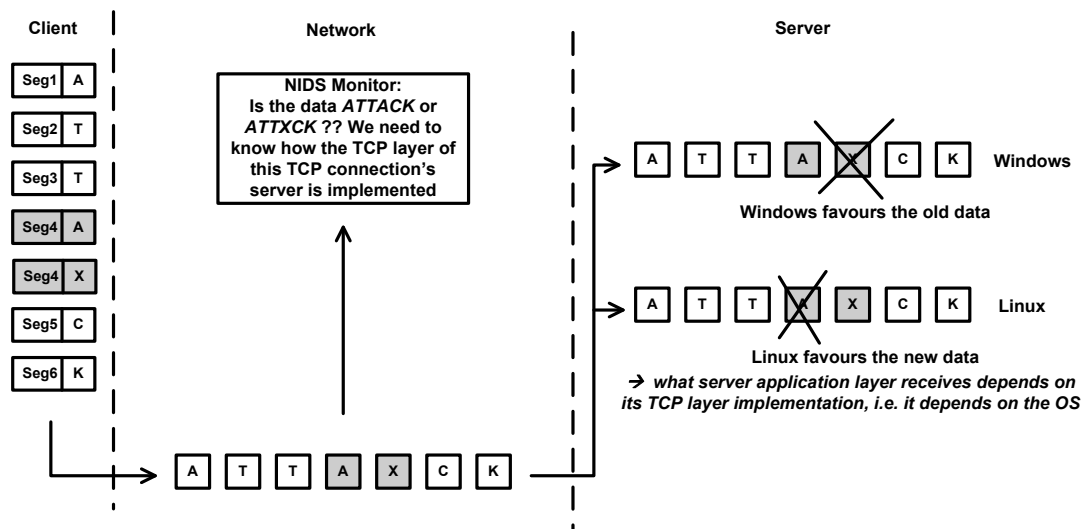 Client
Network
Server
Seg1 A
Seg2 T
Seg3 T
Seg4 A
Seg4 X
Seg5 C
Seg6 K
NIDS Monitor:
Is the data ATTACK or
ATTXCK ?? We need to
know how the TCP layer of
this TCP connection's
server is implemented
A T T A X C K
A T T A X C K Windows
Windows favours the old data
A T T A X C K Linux
Linux favours the new data
→ what server application layer receives depends on
its TCP layer implementation, i.e. it depends on the OS